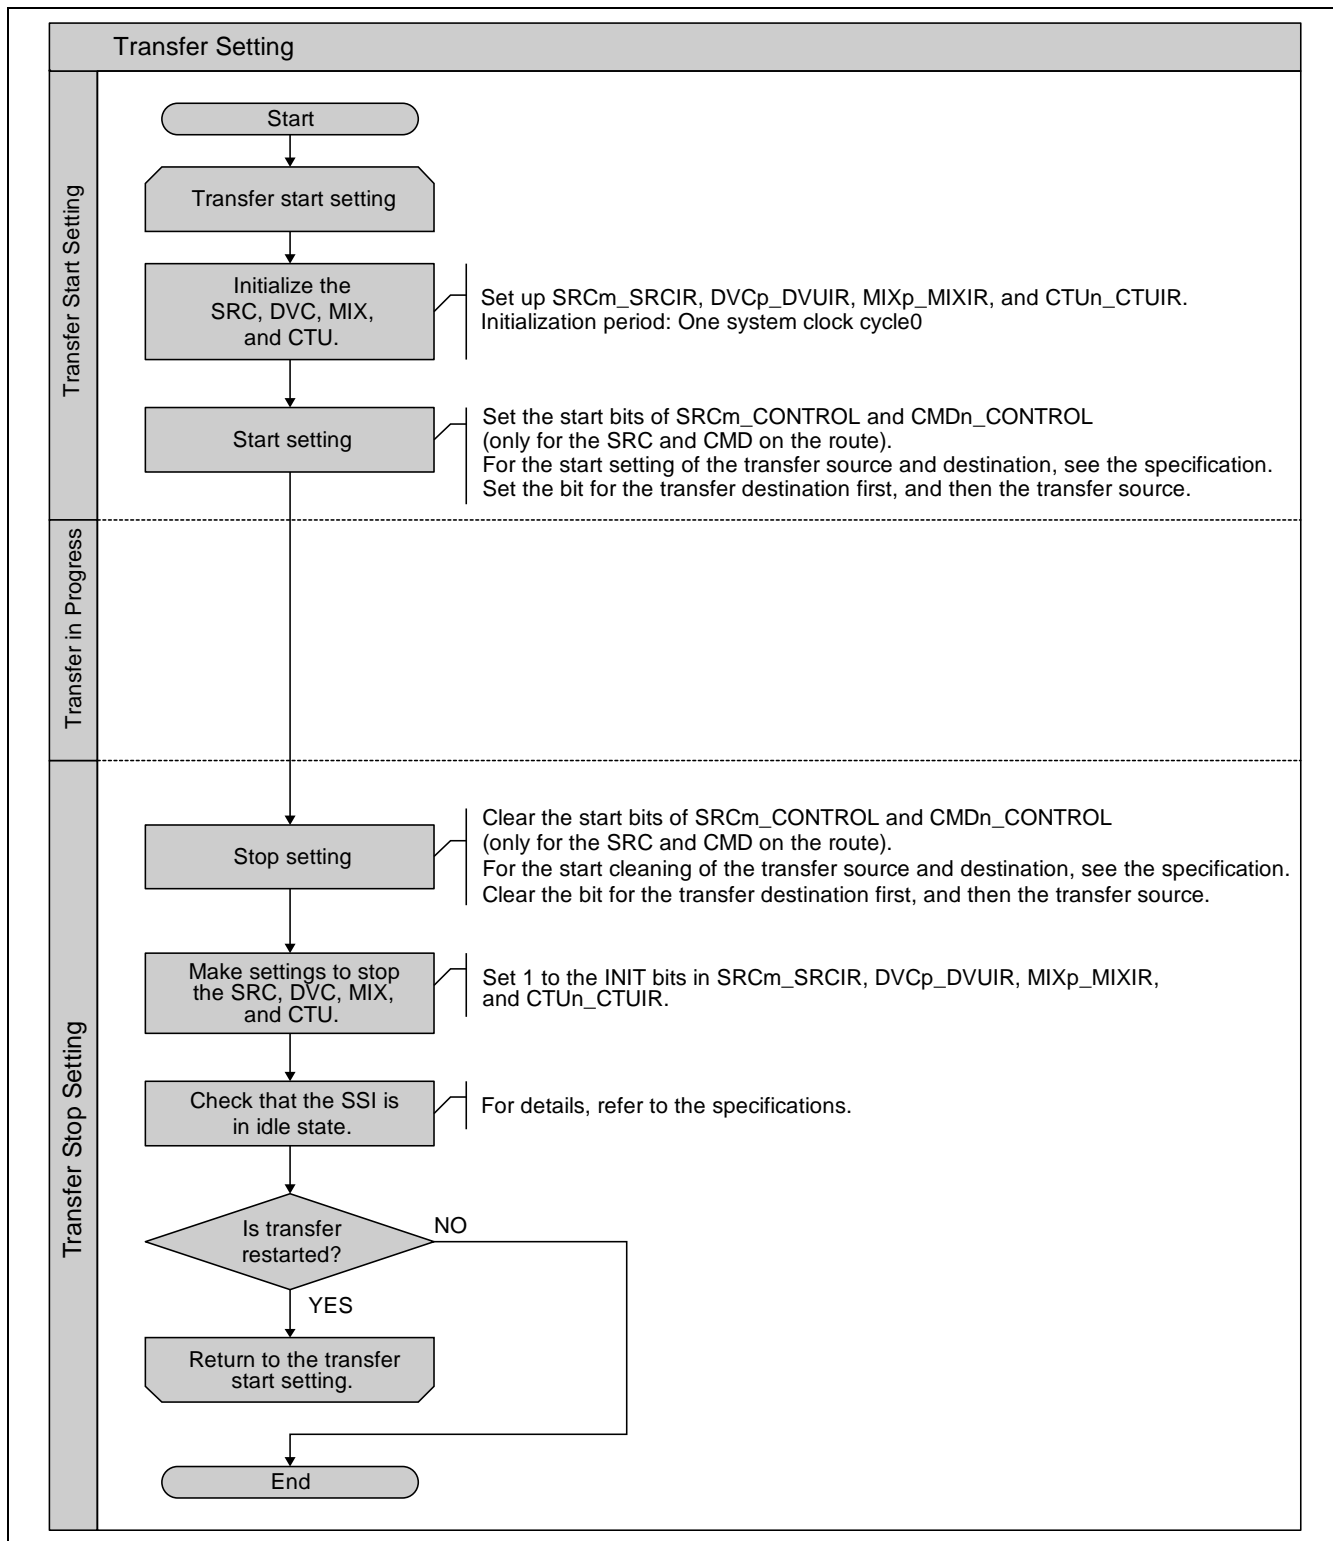 Transfer Setting
Transfer Start Setting
Start
Transfer start setting
Initialize the
SRC, DVC, MIX,
and CTU.
Set up SRCm_SRCIR, DVCp_DVUIR, MIXp_MIXIR, and CTUn_CTUIR.
Initialization period: One system clock cycle0
Start setting
Set the start bits of SRCm_CONTROL and CMDn_CONTROL
(only for the SRC and CMD on the route).
For the start setting of the transfer source and destination, see the specification.
Set the bit for the transfer destination first, and then the transfer source.
Transfer in Progress
Transfer Stop Setting
Stop setting
Clear the start bits of SRCm_CONTROL and CMDn_CONTROL
(only for the SRC and CMD on the route).
For the start cleaning of the transfer source and destination, see the specification.
Clear the bit for the transfer destination first, and then the transfer source.
Make settings to stop
the SRC, DVC, MIX,
and CTU.
Set 1 to the INIT bits in SRCm_SRCIR, DVCp_DVUIR, MIXp_MIXIR,
and CTUn_CTUIR.
Check that the SSI is
in idle state.
For details, refer to the specifications.
Is transfer
restarted?
NO
YES
Return to the transfer
start setting.
End